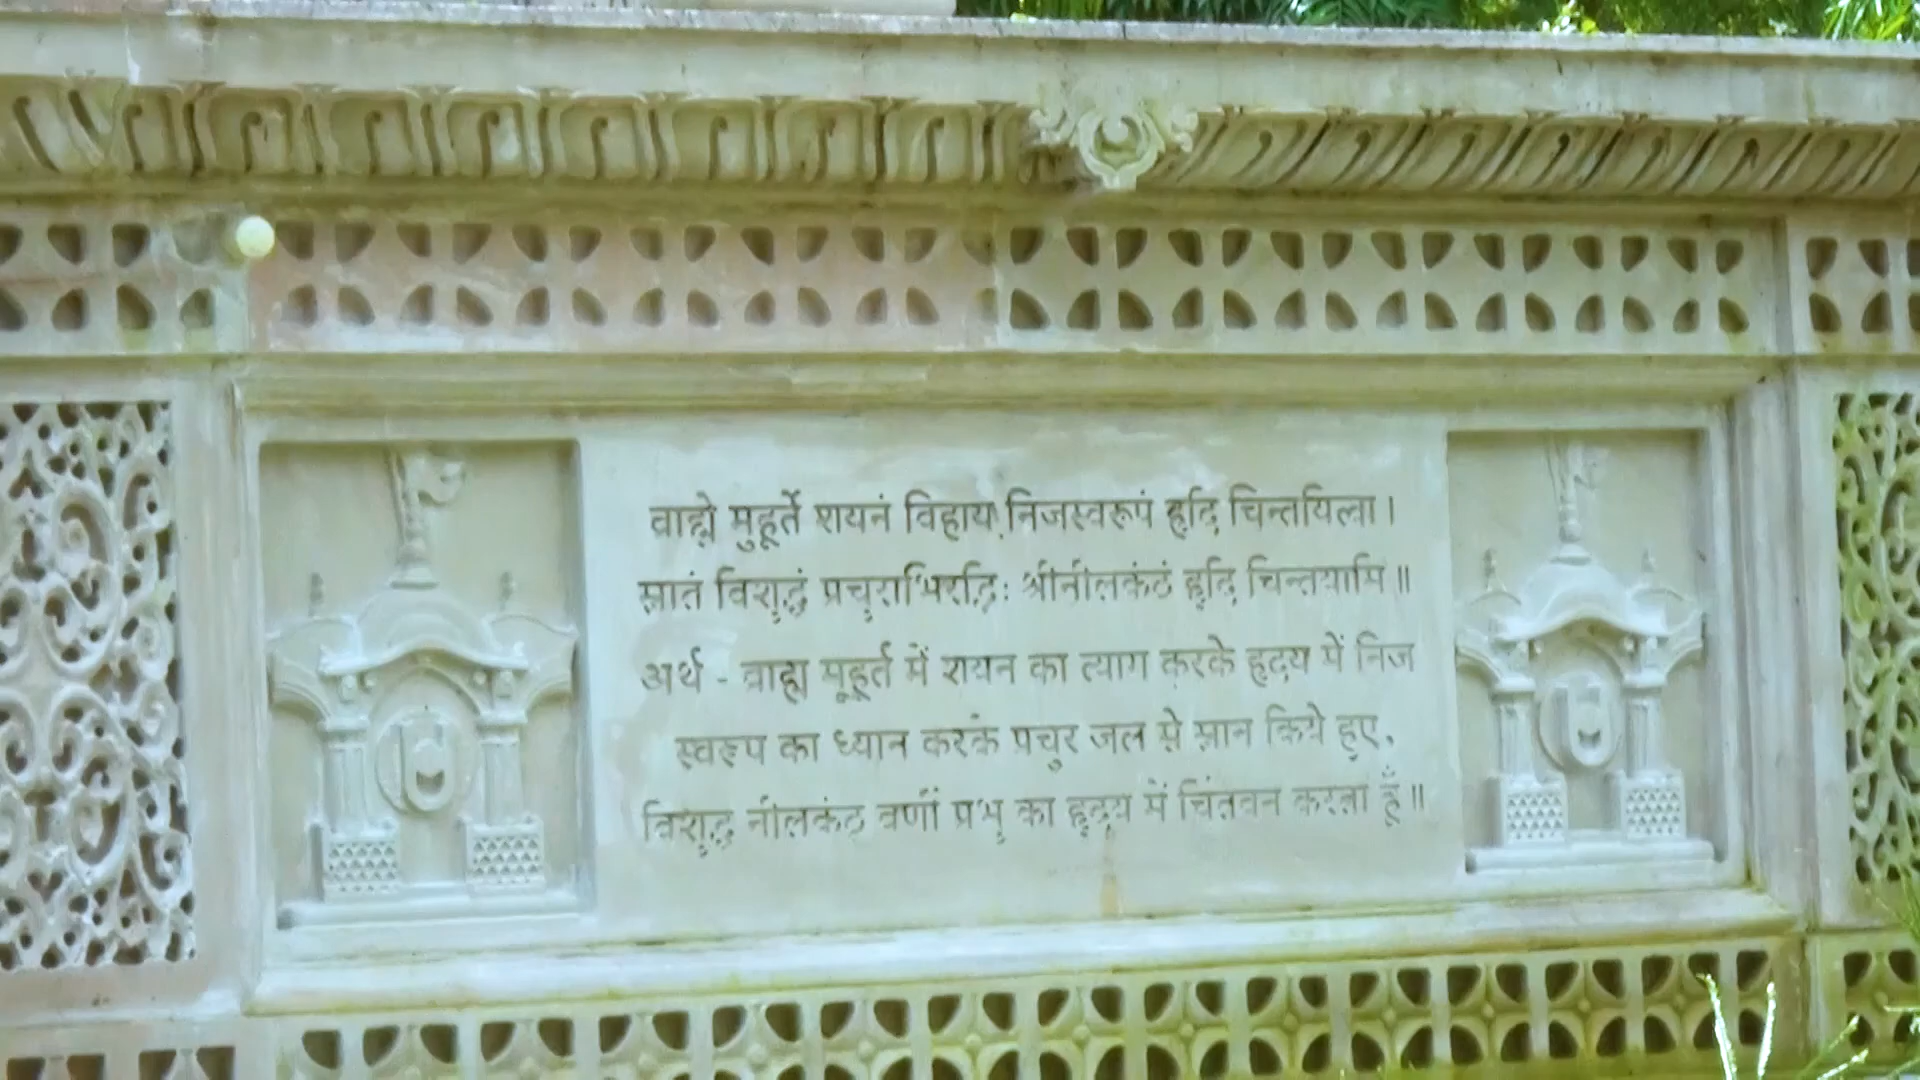 ब्राह्मे मुहूर्ते शयनं विहाय निजस्वरूपं हृदि चिन्तयित्वा।
स्नातं विशुद्धं प्रचुराभिरद्भिः श्रीनीलकंठं हृदि चिन्तयामि॥
अर्थ - ब्राह्म मूहूर्त में शयन का त्याग करके हृदय में निज
स्वरूप का ध्यान करके प्रचुर जल से स्नान किये हुए,
विशुद्ध नीलकंठ वर्णी प्रभु का हृदय में चिंतवन करता हूँ॥